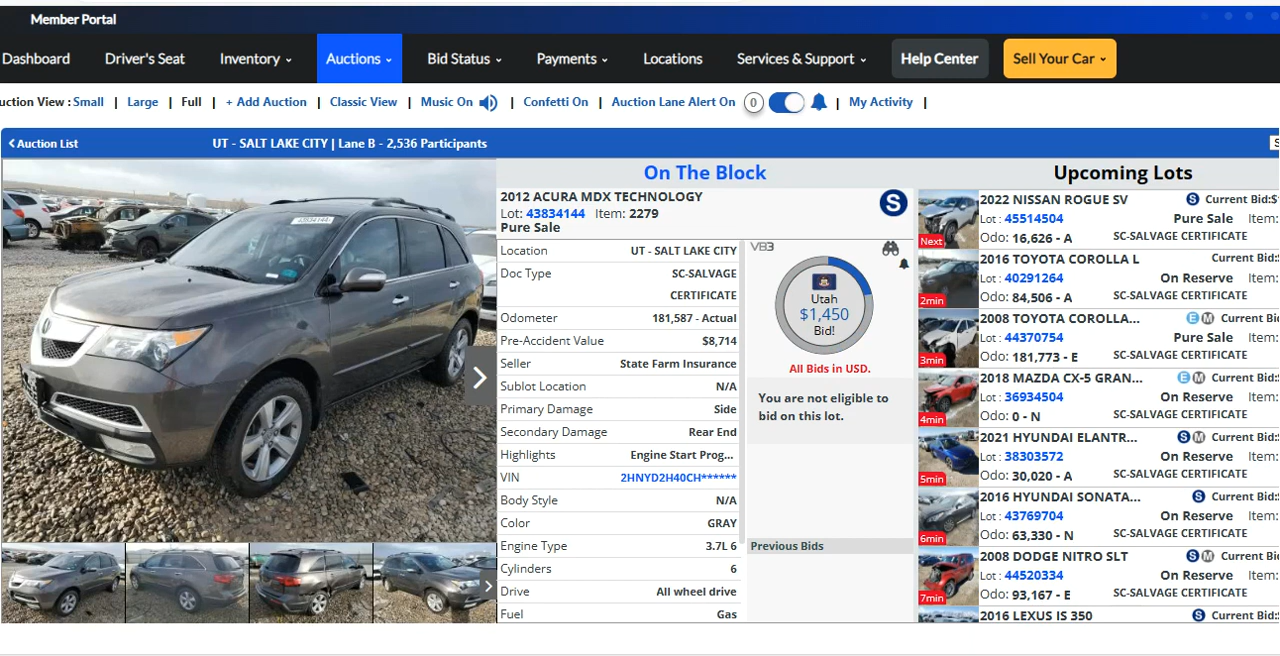 Member Portal
Dashboard Driver's Seat Inventory Auctions Bid Status Payments Locations Services & Support Help Center Sell Your Car
uction View : Small | Large | Full | + Add Auction | Classic View | Music On | Confetti On | Auction Lane Alert On 0 | My Activity |
Auction List UT - SALT LAKE CITY | Lane B - 2,536 Participants S
43834144
On The Block
2012 ACURA MDX TECHNOLOGY
Lot: 43834144 Item: 2279
Pure Sale
S
Location UT - SALT LAKE CITY
Doc Type SC-SALVAGE
CERTIFICATE
Odometer 181,587 - Actual
Pre-Accident Value $8,714
Seller State Farm Insurance
Sublot Location N/A
Primary Damage Side
Secondary Damage Rear End
Highlights Engine Start Prog...
VIN 2HNYD2H40CH******
Body Style N/A
Color GRAY
Engine Type 3.7L 6
Cylinders 6
Drive All wheel drive
Fuel Gas
VB3
Utah
$1,450
Bid!
All Bids in USD.
You are not eligible to
bid on this lot.
Previous Bids
Upcoming Lots
2022 NISSAN ROGUE SV S Current Bid:$
Lot : 45514504 Pure Sale Item:
Next Odo: 16,626 - A SC-SALVAGE CERTIFICATE
2016 TOYOTA COROLLA L Current Bid:$
Lot : 40291264 On Reserve Item:
2min Odo: 84,506 - A SC-SALVAGE CERTIFICATE
2008 TOYOTA COROLLA... E M Current Bi
Lot : 44370754 Pure Sale Item:
3min Odo: 181,773 - E SC-SALVAGE CERTIFICATE
2018 MAZDA CX-5 GRAN... E M Current Bid:
Lot : 36934504 On Reserve Item:
4min Odo: 0 - N SC-SALVAGE CERTIFICATE
2021 HYUNDAI ELANTR... S M Current Bid:
Lot : 38303572 On Reserve Item:
5min Odo: 30,020 - A SC-SALVAGE CERTIFICATE
2016 HYUNDAI SONATA... S Current Bid:
Lot : 43769704 On Reserve Item:
6min Odo: 63,330 - N SC-SALVAGE CERTIFICATE
2008 DODGE NITRO SLT S M Current Bi
Lot : 44520334 On Reserve Item:
7min Odo: 93,167 - E SC-SALVAGE CERTIFICATE
2016 LEXUS IS 350 S Current Bid: